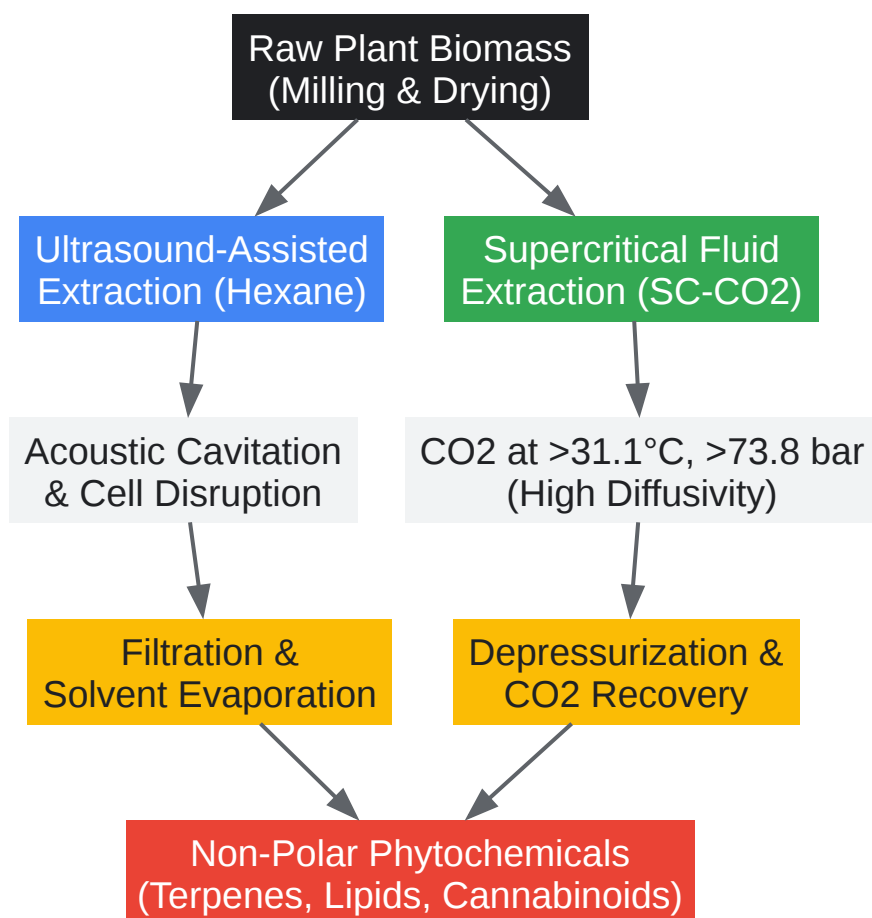 Raw Plant Biomass
(Milling & Drying)
Ultrasound-Assisted
Extraction (Hexane)
Supercritical Fluid
Extraction (SC-CO2)
Acoustic Cavitation
& Cell Disruption
CO2 at >31.1°C, >73.8 bar
(High Diffusivity)
Filtration &
Solvent Evaporation
Depressurization &
CO2 Recovery
Non-Polar Phytochemicals
(Terpenes, Lipids, Cannabinoids)